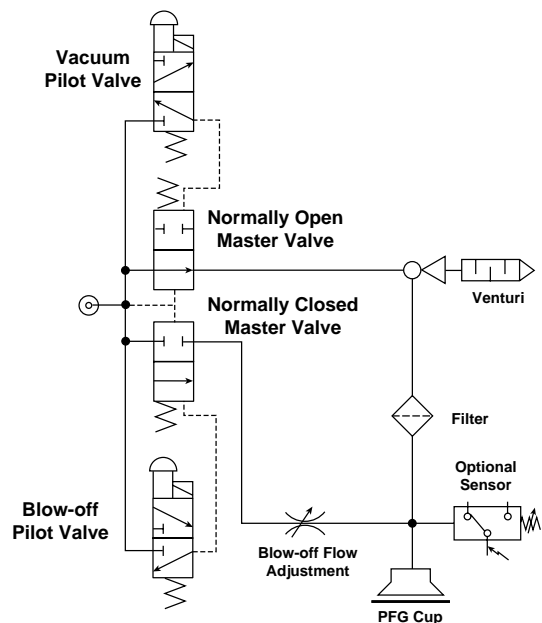 Vacuum
Pilot Valve
Normally Open
Master Valve
Venturi
Normally Closed
Master Valve
Filter
Optional
Sensor
Blow-off
Pilot Valve
Blow-off Flow
Adjustment
PFG Cup